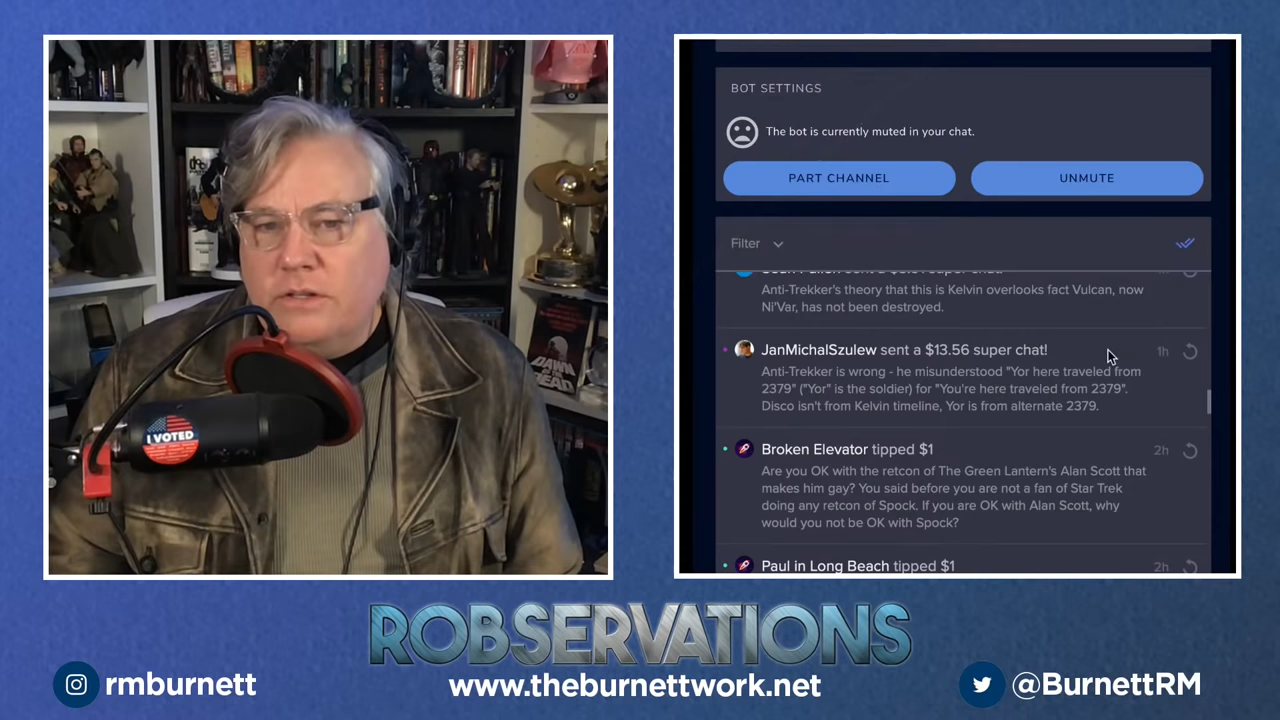 I VOTED
DAWN
OF THE
DEAD
BOT SETTINGS
The bot is currently muted in your chat.
PART CHANNEL
UNMUTE
Filter
Anti-Trekker's theory that this is Kelvin overlooks fact Vulcan, now
Ni'Var, has not been destroyed.
JanMichalSzulew sent a $13.56 super chat!
1h
Anti-Trekker is wrong - he misunderstood "Yor here traveled from
2379" ("Yor" is the soldier) for "You're here traveled from 2379".
Disco isn't from Kelvin timeline, Yor is from alternate 2379.
Broken Elevator tipped $1
2h
Are you OK with the retcon of The Green Lantern's Alan Scott that
makes him gay? You said before you are not a fan of Star Trek
doing any retcon of Spock. If you are OK with Alan Scott, why
would you not be OK with Spock?
Paul in Long Beach tipped $1
2h
ROBSERVATIONS
rmburnett
www.theburnettwork.net
@BurnettRM